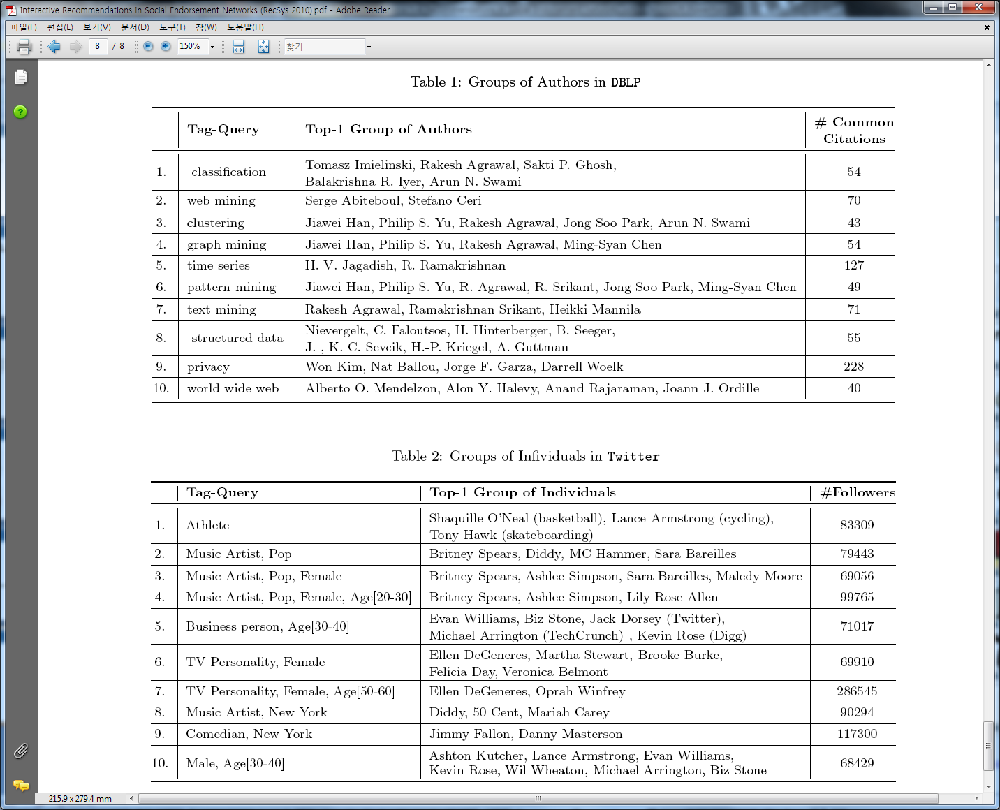 Interactive Recommendations in Social Endorsement Networks (RecSys 2010).pdf - Adobe Reader
파일(F) 편집(E) 보기(V) 문서(D) 도구(T) 창(W) 도움말(H)
8 / 8 150% 찾기
Table 1: Groups of Authors in DBLP
Tag-Query Top-1 Group of Authors # Common
Citations
1. classification Tomasz Imielinski, Rakesh Agrawal, Sakti P. Ghosh,
Balakrishna R. Iyer, Arun N. Swami 54
2. web mining Serge Abiteboul, Stefano Ceri 70
3. clustering Jiawei Han, Philip S. Yu, Rakesh Agrawal, Jong Soo Park, Arun N. Swami 43
4. graph mining Jiawei Han, Philip S. Yu, Rakesh Agrawal, Ming-Syan Chen 54
5. time series H. V. Jagadish, R. Ramakrishnan 127
6. pattern mining Jiawei Han, Philip S. Yu, R. Agrawal, R. Srikant, Jong Soo Park, Ming-Syan Chen 49
7. text mining Rakesh Agrawal, Ramakrishnan Srikant, Heikki Mannila 71
8. structured data Nievergelt, C. Faloutsos, H. Hinterberger, B. Seeger,
J. , K. C. Sevcik, H.-P. Kriegel, A. Guttman 55
9. privacy Won Kim, Nat Ballou, Jorge F. Garza, Darrell Woelk 228
10. world wide web Alberto O. Mendelzon, Alon Y. Halevy, Anand Rajaraman, Joann J. Ordille 40
Table 2: Groups of Infividuals in Twitter
Tag-Query Top-1 Group of Individuals #Followers
1. Athlete Shaquille O'Neal (basketball), Lance Armstrong (cycling),
Tony Hawk (skateboarding) 83309
2. Music Artist, Pop Britney Spears, Diddy, MC Hammer, Sara Bareilles 79443
3. Music Artist, Pop, Female Britney Spears, Ashlee Simpson, Sara Bareilles, Maledy Moore 69056
4. Music Artist, Pop, Female, Age[20-30] Britney Spears, Ashlee Simpson, Lily Rose Allen 99765
5. Business person, Age[30-40] Evan Williams, Biz Stone, Jack Dorsey (Twitter),
Michael Arrington (TechCrunch) , Kevin Rose (Digg) 71017
6. TV Personality, Female Ellen DeGeneres, Martha Stewart, Brooke Burke,
Felicia Day, Veronica Belmont 69910
7. TV Personality, Female, Age[50-60] Ellen DeGeneres, Oprah Winfrey 286545
8. Music Artist, New York Diddy, 50 Cent, Mariah Carey 90294
9. Comedian, New York Jimmy Fallon, Danny Masterson 117300
10. Male, Age[30-40] Ashton Kutcher, Lance Armstrong, Evan Williams,
Kevin Rose, Wil Wheaton, Michael Arrington, Biz Stone 68429
215.9 x 279.4 mm